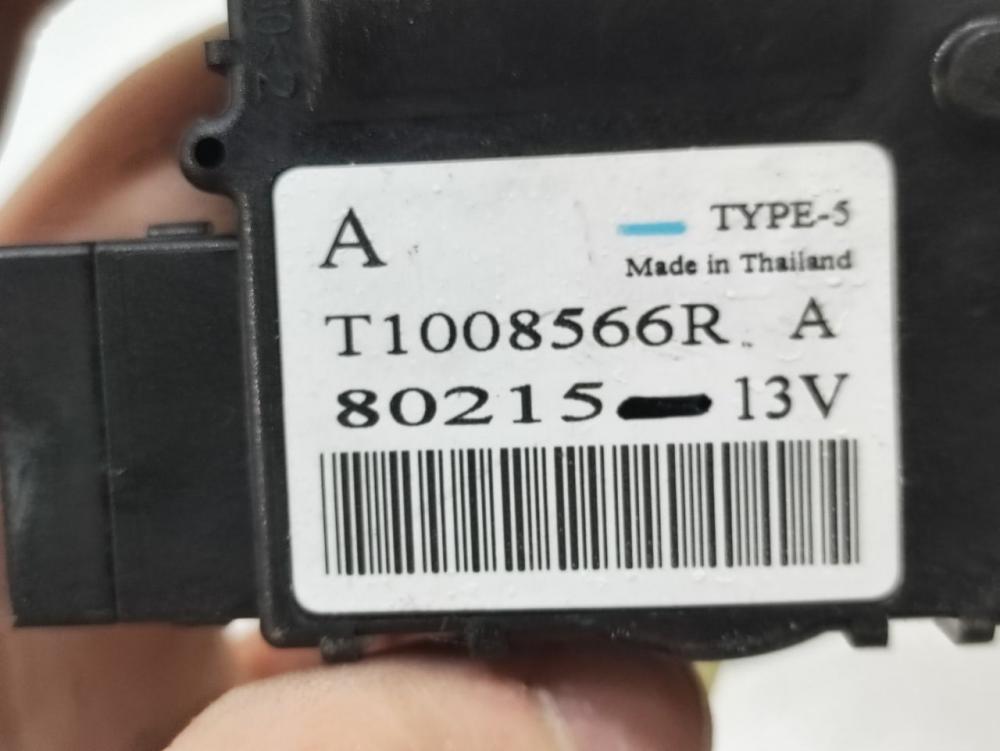 A
TYPE-5
Made in Thailand
T1008566R A
80215 13V